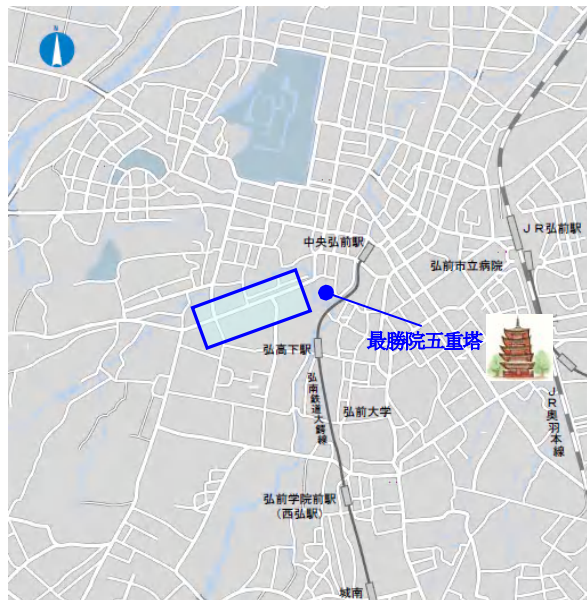 N
JR弘前駅
中央弘前駅
弘前市立病院
最勝院五重塔
弘高下駅
弘南鉄道大鰐線
弘前大学
JR奥羽本線
弘前学院前駅
(西弘駅)
城南